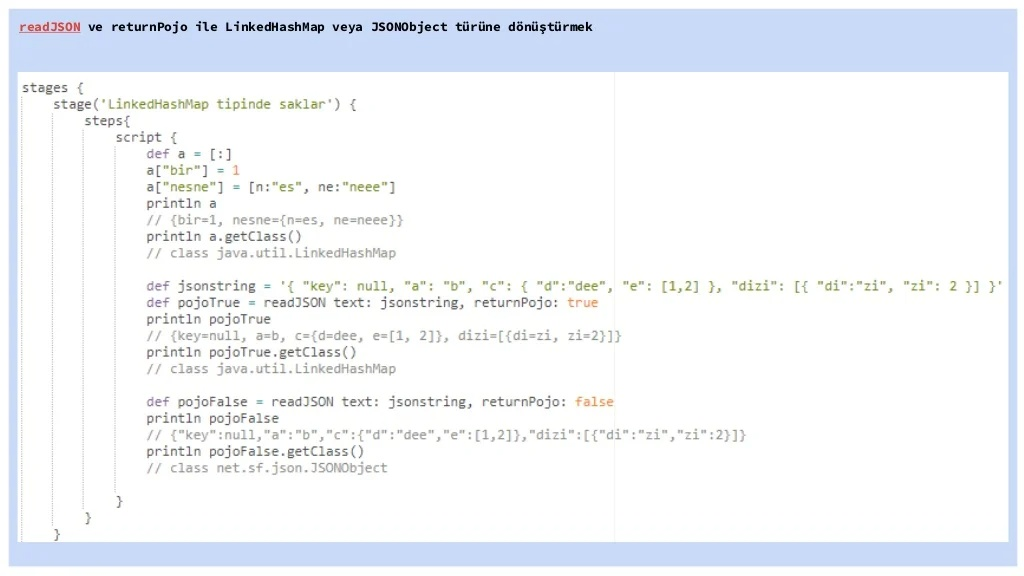 readJSON ve returnPojo ile LinkedHashMap veya JSONObject türüne dönüştürmek
stages {
    stage('LinkedHashMap tipinde saklar') {
        steps{
            script {
                def a = [:]
                a["bir"] = 1
                a["nesne"] = [n:"es", ne:"neee"]
                println a
                // {bir=1, nesne={n=es, ne=neee}}
                println a.getClass()
                // class java.util.LinkedHashMap

                def jsonstring = '{ "key": null, "a": "b", "c": { "d":"dee", "e": [1,2] }, "dizi": [{ "di":"zi", "zi": 2 }] }'
                def pojoTrue = readJSON text: jsonstring, returnPojo: true
                println pojoTrue
                // {key=null, a=b, c={d=dee, e=[1, 2]}, dizi=[{di=zi, zi=2}]}
                println pojoTrue.getClass()
                // class java.util.LinkedHashMap

                def pojoFalse = readJSON text: jsonstring, returnPojo: false
                println pojoFalse
                // {"key":null,"a":"b","c":{"d":"dee","e":[1,2]},"dizi":[{"di":"zi","zi":2}]}
                println pojoFalse.getClass()
                // class net.sf.json.JSONObject

            }
        }
    }